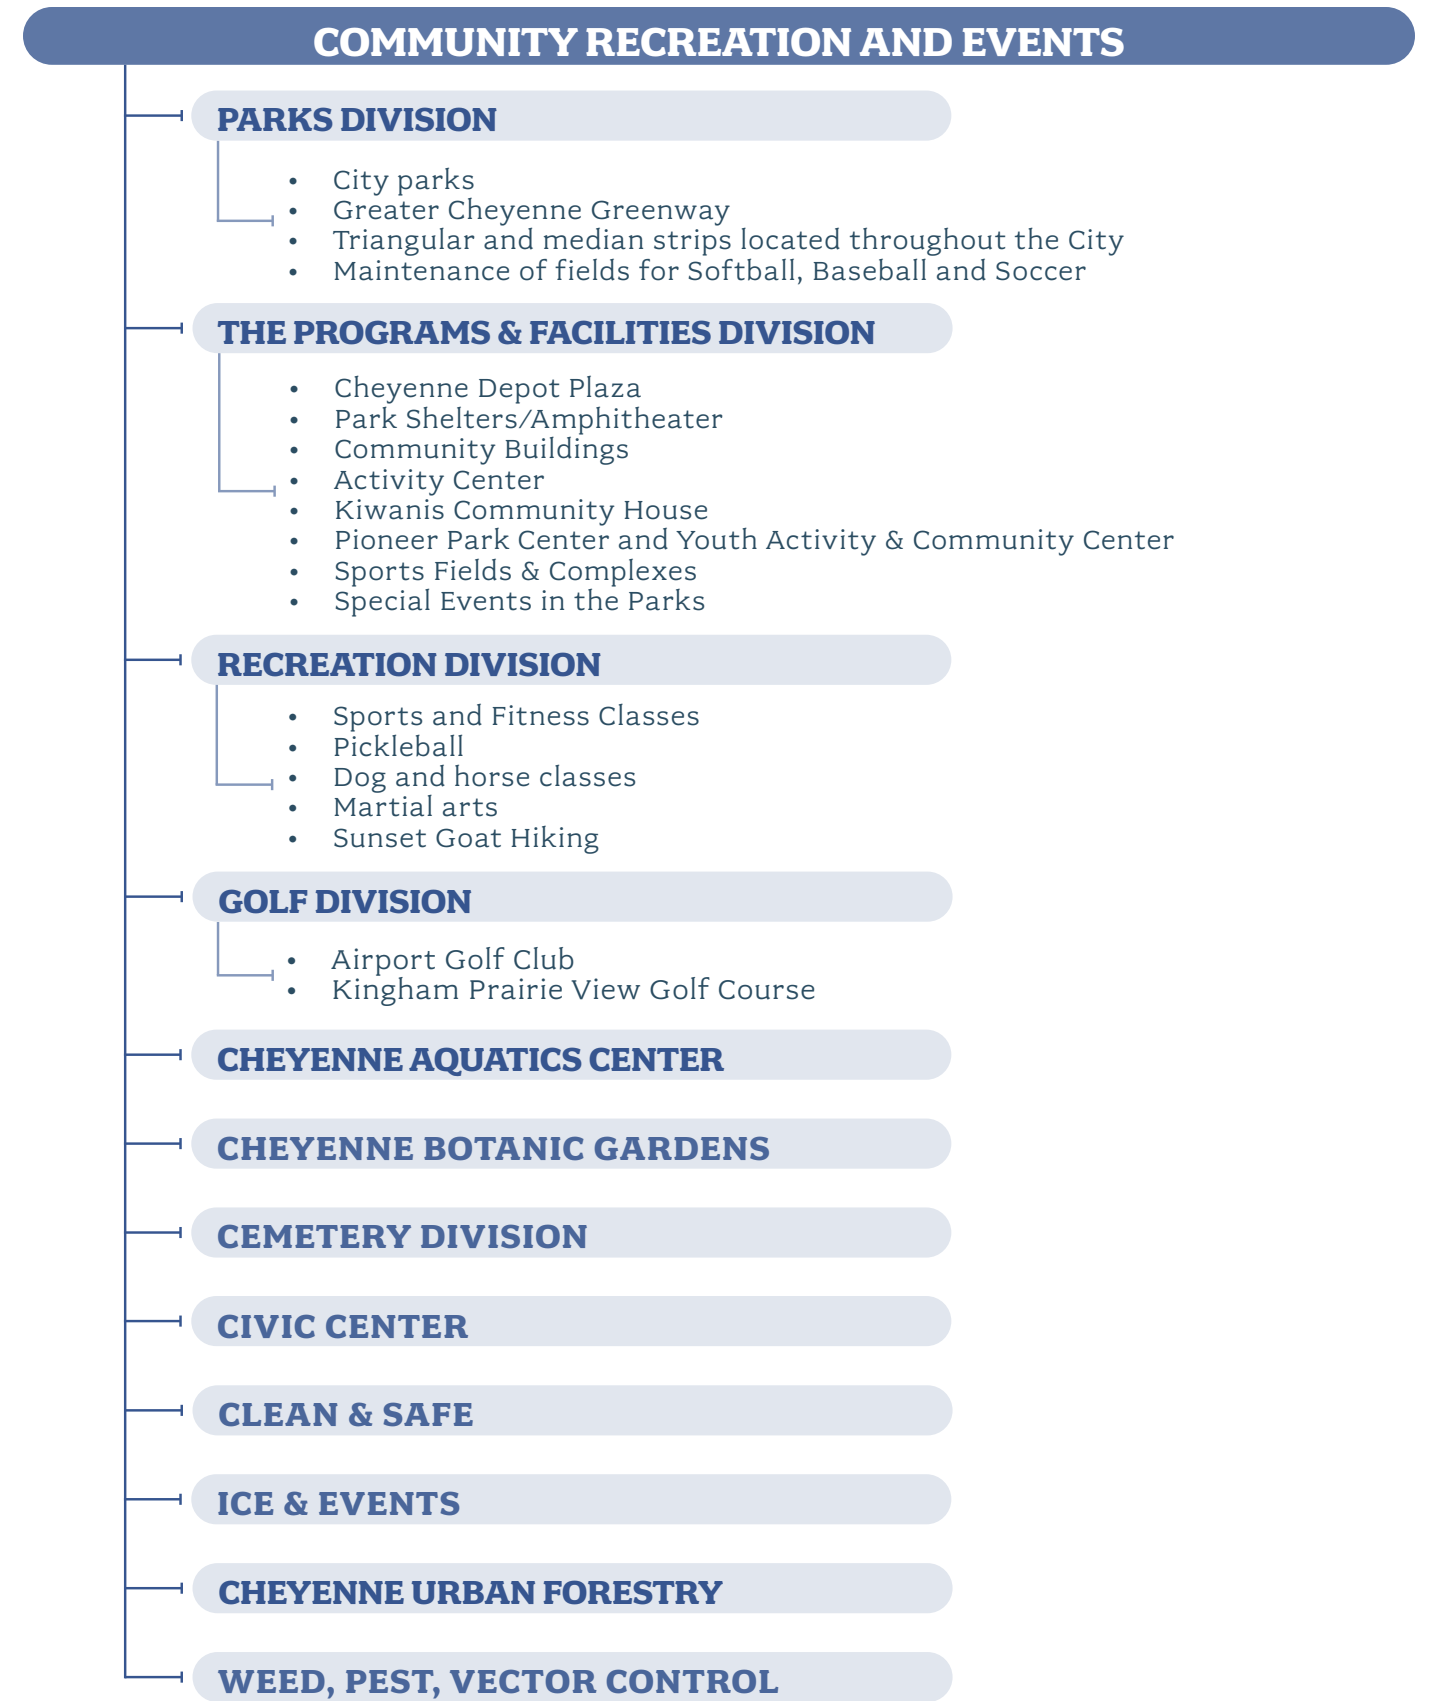 COMMUNITY RECREATION AND EVENTS
PARKS DIVISION
• City parks
• Greater Cheyenne Greenway
• Triangular and median strips located throughout the City
• Maintenance of fields for Softball, Baseball and Soccer
THE PROGRAMS & FACILITIES DIVISION
• Cheyenne Depot Plaza
• Park Shelters/Amphitheater
• Community Buildings
• Activity Center
• Kiwanis Community House
• Pioneer Park Center and Youth Activity & Community Center
• Sports Fields & Complexes
• Special Events in the Parks
RECREATION DIVISION
• Sports and Fitness Classes
• Pickleball
• Dog and horse classes
• Martial arts
• Sunset Goat Hiking
GOLF DIVISION
• Airport Golf Club
• Kingham Prairie View Golf Course
CHEYENNE AQUATICS CENTER
CHEYENNE BOTANIC GARDENS
CEMETERY DIVISION
CIVIC CENTER
CLEAN & SAFE
ICE & EVENTS
CHEYENNE URBAN FORESTRY
WEED, PEST, VECTOR CONTROL